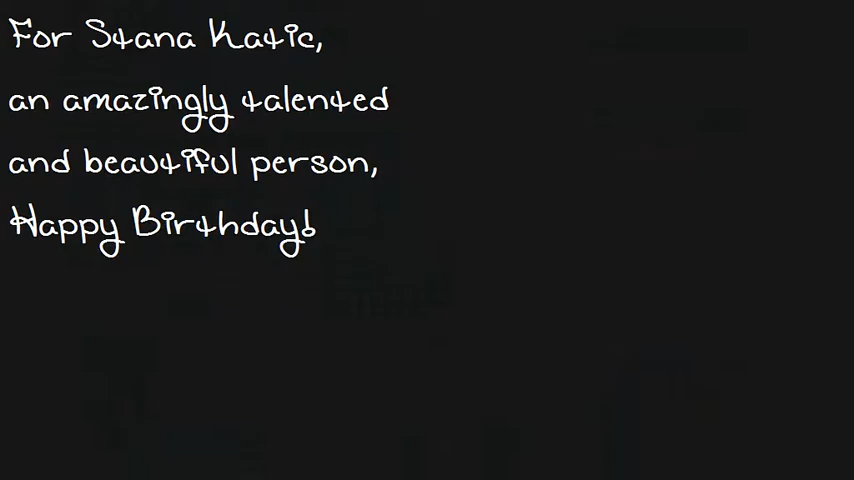 For Stana Katic,
an amazingly talented
and beautiful person,
Happy Birthday!